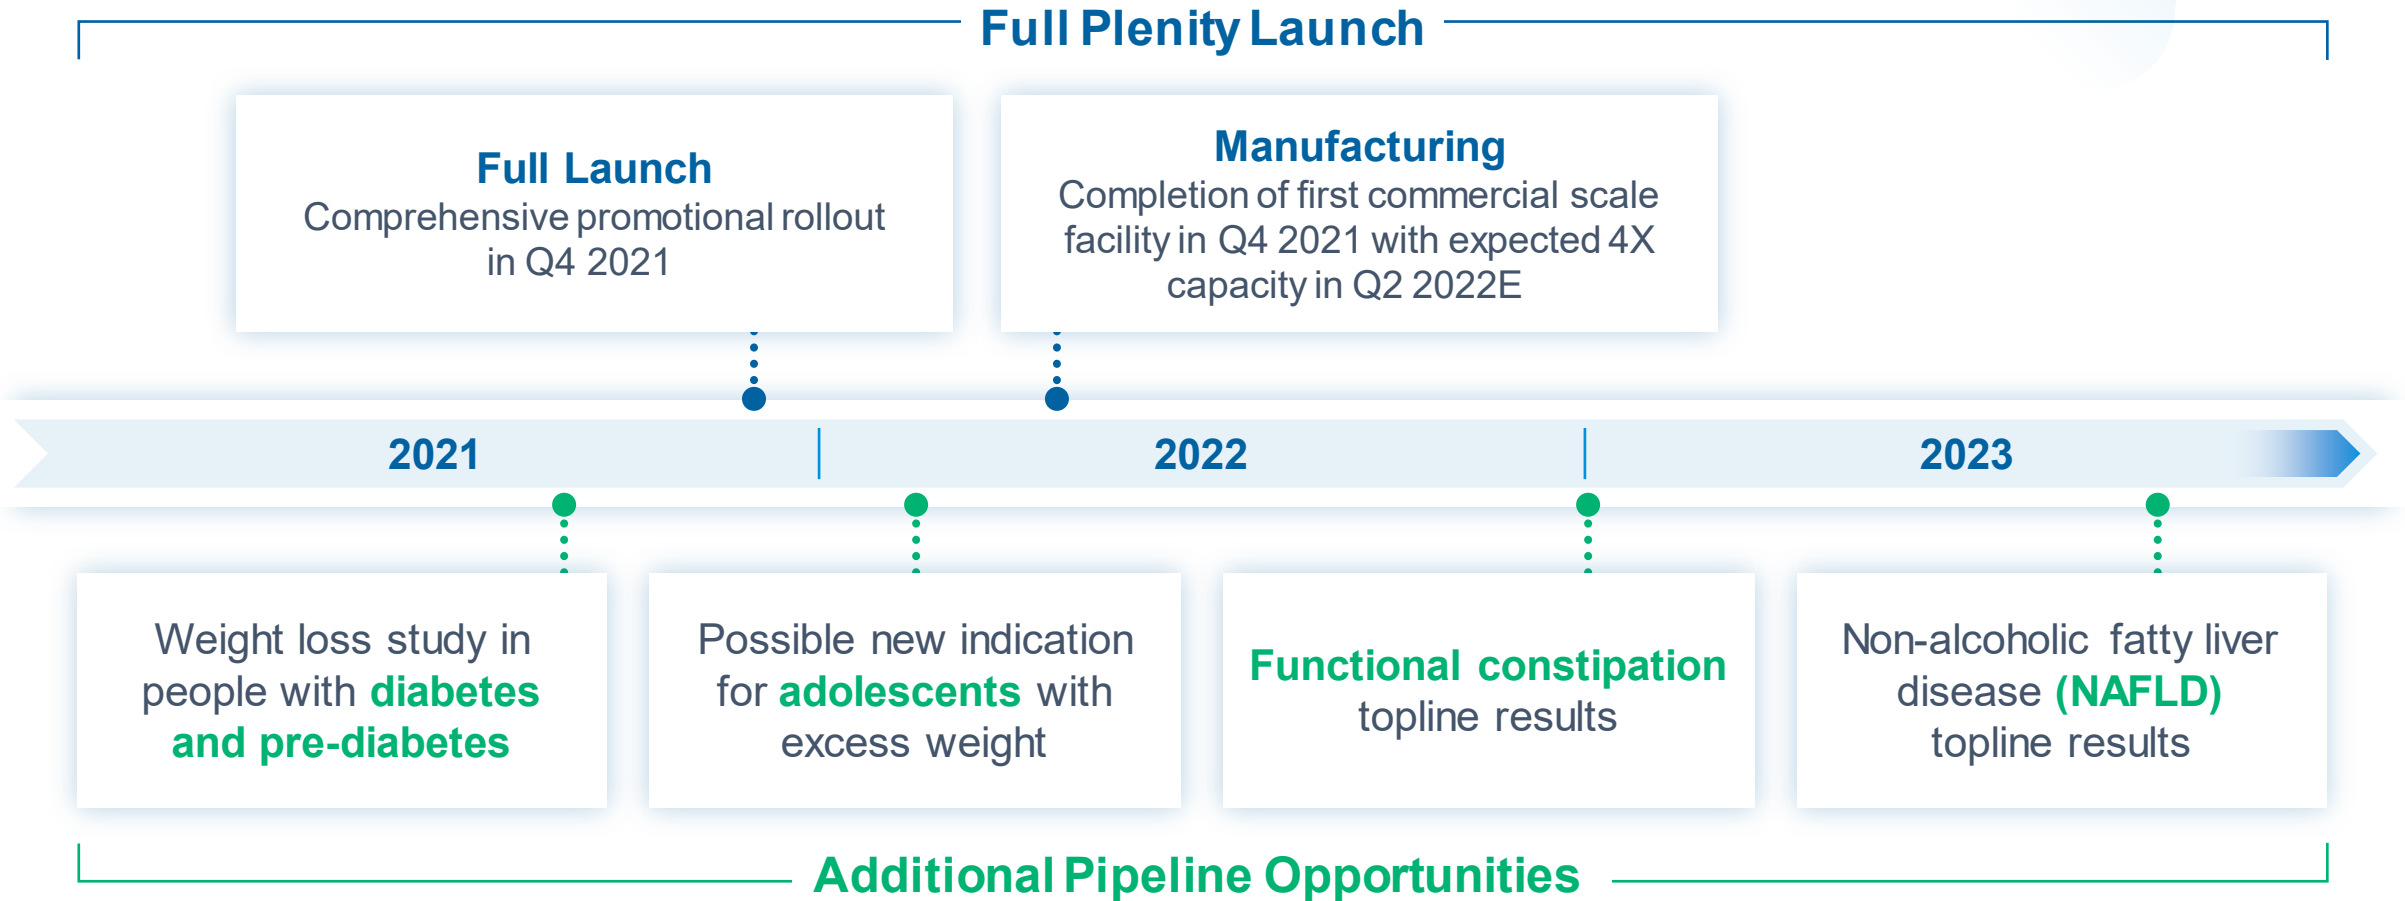 Full Plenity Launch
Full Launch
Comprehensive promotional rollout
in Q4 2021
Manufacturing
Completion of first commercial scale
facility in Q4 2021 with expected 4X
capacity in Q2 2022E
2021
2022
2023
Weight loss study in
people with diabetes
and pre-diabetes
Possible new indication
for adolescents with
excess weight
Functional constipation
topline results
Non-alcoholic fatty liver
disease (NAFLD)
topline results
Additional Pipeline Opportunities